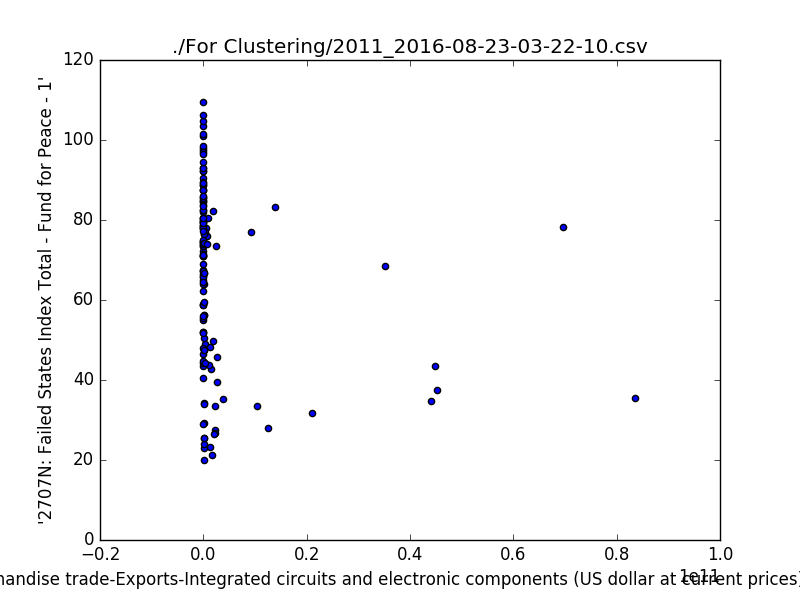 ./For Clustering/2011_2016-08-23-03-22-10.csv
'2707N: Failed States Index Total - Fund for Peace - 1'
120
100
80
60
40
20
0
−0.2 0.0 0.2 0.4 0.6 0.8 1.0
1e11
trade-Exports-Integrated circuits and electronic components (US dollar at current prices)